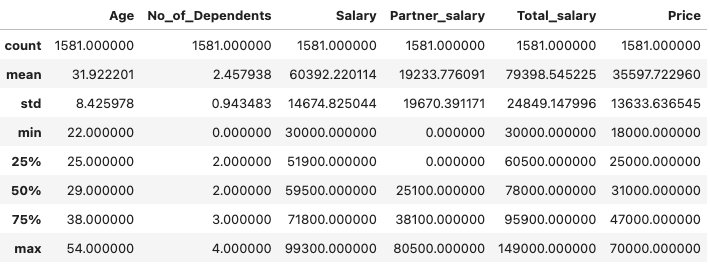 Age No_of_Dependents Salary Partner_salary Total_salary Price
count 1581.000000 1581.000000 1581.000000 1581.000000 1581.000000 1581.000000
mean 31.922201 2.457938 60392.220114 19233.776091 79398.545225 35597.722960
std 8.425978 0.943483 14674.825044 19670.391171 24849.147996 13633.636545
min 22.000000 0.000000 30000.000000 0.000000 30000.000000 18000.000000
25% 25.000000 2.000000 51900.000000 0.000000 60500.000000 25000.000000
50% 29.000000 2.000000 59500.000000 25100.000000 78000.000000 31000.000000
75% 38.000000 3.000000 71800.000000 38100.000000 95900.000000 47000.000000
max 54.000000 4.000000 99300.000000 80500.000000 149000.000000 70000.000000